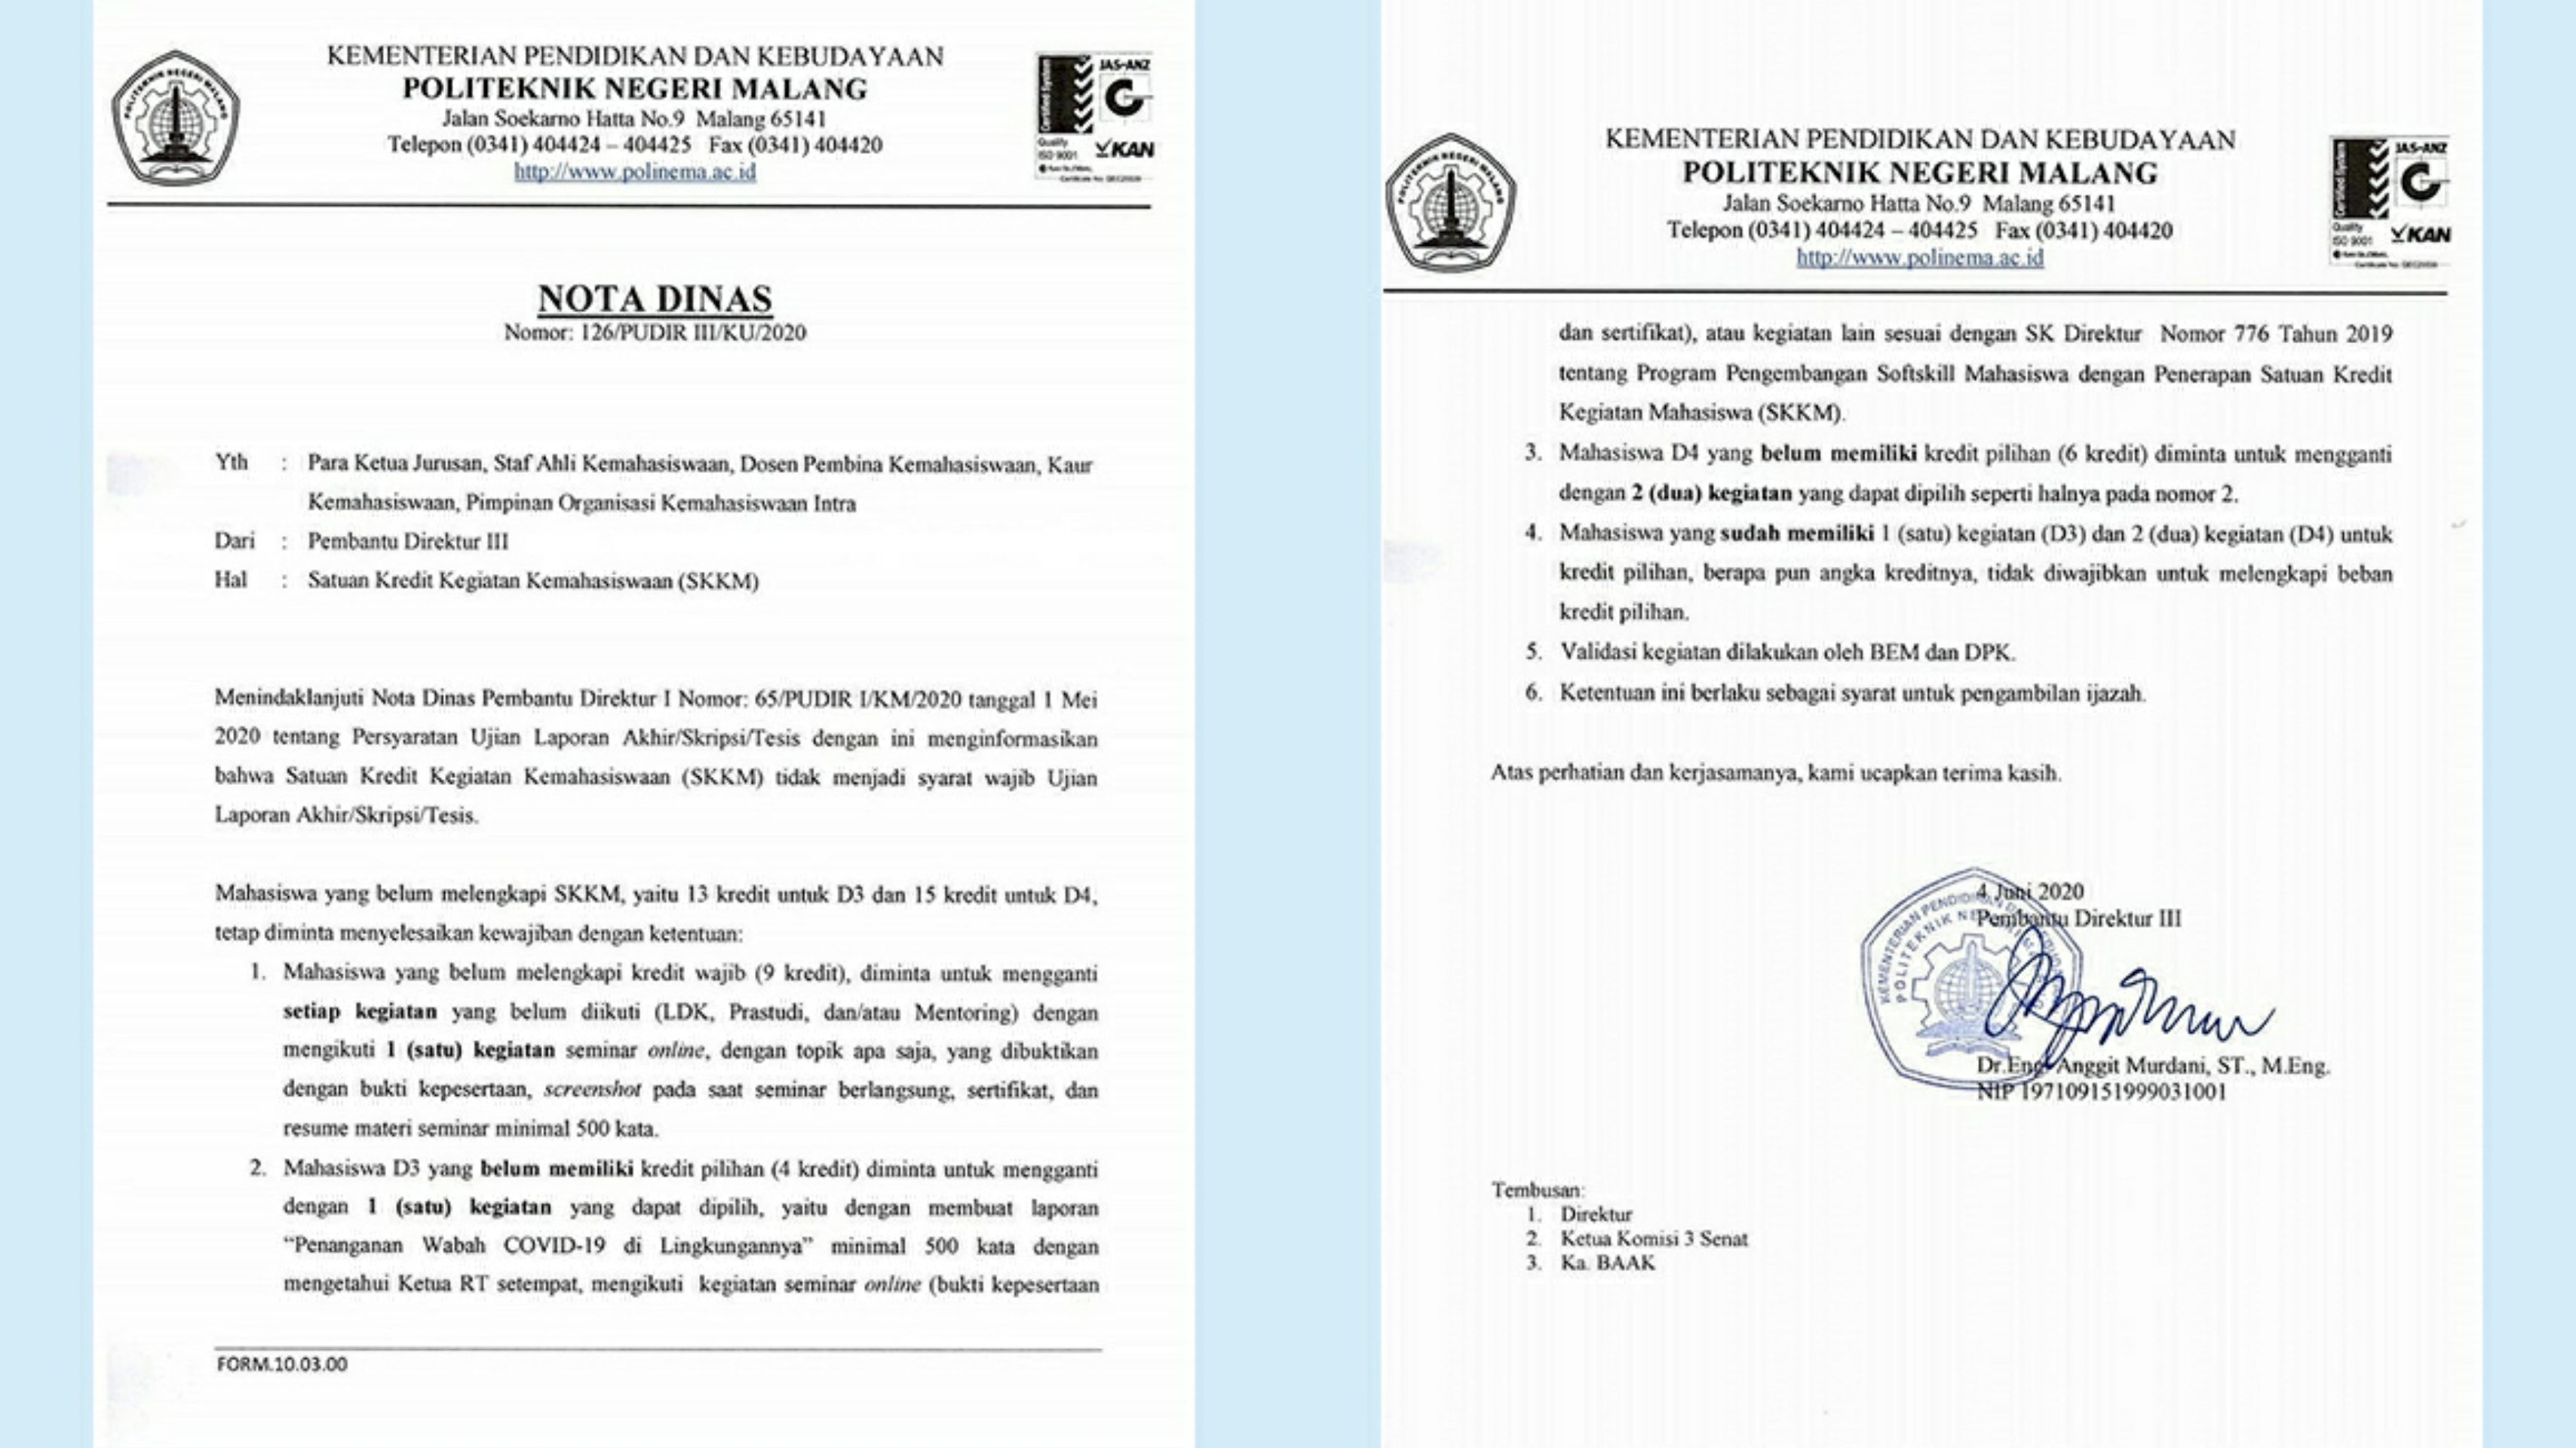 KEMENTERIAN PENDIDIKAN DAN KEBUDAYAAN
POLITEKNIK NEGERI MALANG
Jalan Soekarno Hatta No.9 Malang 65141
Telepon (0341) 404424 – 404425 Fax (0341) 404420
http://www.polinema.ac.id
POLITEKNIK NEGERI MALANG
Certified System
JAS-ANZ
Quality
ISO 9001
KAN
NOTA DINAS
Nomor: 126/PUDIR III/KU/2020
Yth : Para Ketua Jurusan, Staf Ahli Kemahasiswaan, Dosen Pembina Kemahasiswaan, Kaur
Kemahasiswaan, Pimpinan Organisasi Kemahasiswaan Intra
Dari : Pembantu Direktur III
Hal : Satuan Kredit Kegiatan Kemahasiswaan (SKKM)
Menindaklanjuti Nota Dinas Pembantu Direktur I Nomor: 65/PUDIR I/KM/2020 tanggal 1 Mei
2020 tentang Persyaratan Ujian Laporan Akhir/Skripsi/Tesis dengan ini menginformasikan
bahwa Satuan Kredit Kegiatan Kemahasiswaan (SKKM) tidak menjadi syarat wajib Ujian
Laporan Akhir/Skripsi/Tesis.
Mahasiswa yang belum melengkapi SKKM, yaitu 13 kredit untuk D3 dan 15 kredit untuk D4,
tetap diminta menyelesaikan kewajiban dengan ketentuan:
1. Mahasiswa yang belum melengkapi kredit wajib (9 kredit), diminta untuk mengganti
setiap kegiatan yang belum diikuti (LDK, Prastudi, dan/atau Mentoring) dengan
mengikuti 1 (satu) kegiatan seminar online, dengan topik apa saja, yang dibuktikan
dengan bukti kepesertaan, screenshot pada saat seminar berlangsung, sertifikat, dan
resume materi seminar minimal 500 kata.
2. Mahasiswa D3 yang belum memiliki kredit pilihan (4 kredit) diminta untuk mengganti
dengan 1 (satu) kegiatan yang dapat dipilih, yaitu dengan membuat laporan
“Penanganan Wabah COVID-19 di Lingkungannya” minimal 500 kata dengan
mengetahui Ketua RT setempat, mengikuti kegiatan seminar online (bukti kepesertaan
FORM.10.03.00
KEMENTERIAN PENDIDIKAN DAN KEBUDAYAAN
POLITEKNIK NEGERI MALANG
Jalan Soekarno Hatta No.9 Malang 65141
Telepon (0341) 404424 – 404425 Fax (0341) 404420
http://www.polinema.ac.id
POLITEKNIK NEGERI MALANG
Certified System
JAS-ANZ
Quality
ISO 9001
KAN
dan sertifikat), atau kegiatan lain sesuai dengan SK Direktur Nomor 776 Tahun 2019
tentang Program Pengembangan Softskill Mahasiswa dengan Penerapan Satuan Kredit
Kegiatan Mahasiswa (SKKM).
3. Mahasiswa D4 yang belum memiliki kredit pilihan (6 kredit) diminta untuk mengganti
dengan 2 (dua) kegiatan yang dapat dipilih seperti halnya pada nomor 2.
4. Mahasiswa yang sudah memiliki 1 (satu) kegiatan (D3) dan 2 (dua) kegiatan (D4) untuk
kredit pilihan, berapa pun angka kreditnya, tidak diwajibkan untuk melengkapi beban
kredit pilihan.
5. Validasi kegiatan dilakukan oleh BEM dan DPK.
6. Ketentuan ini berlaku sebagai syarat untuk pengambilan ijazah.
Atas perhatian dan kerjasamanya, kami ucapkan terima kasih.
4 Juni 2020
Pembantu Direktur III
Dr.Eng. Anggit Murdani, ST., M.Eng.
NIP 197109151999031001
Tembusan:
1. Direktur
2. Ketua Komisi 3 Senat
3. Ka. BAAK